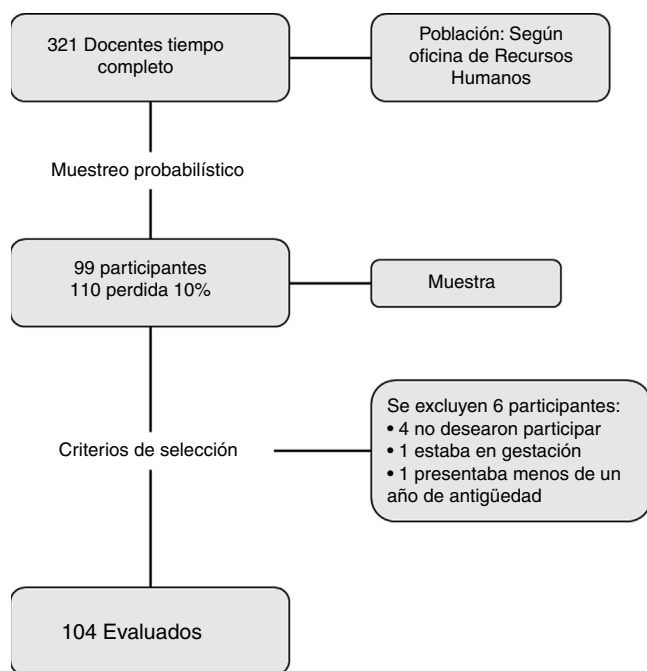 321 Docentes tiempo
completo
Población: Según
oficina de Recursos
Humanos
Muestreo probabilístico
99 participantes
110 perdida 10%
Muestra
Se excluyen 6 participantes:
• 4 no desearon participar
• 1 estaba en gestación
• 1 presentaba menos de un
año de antigüedad
Criterios de selección
104 Evaluados